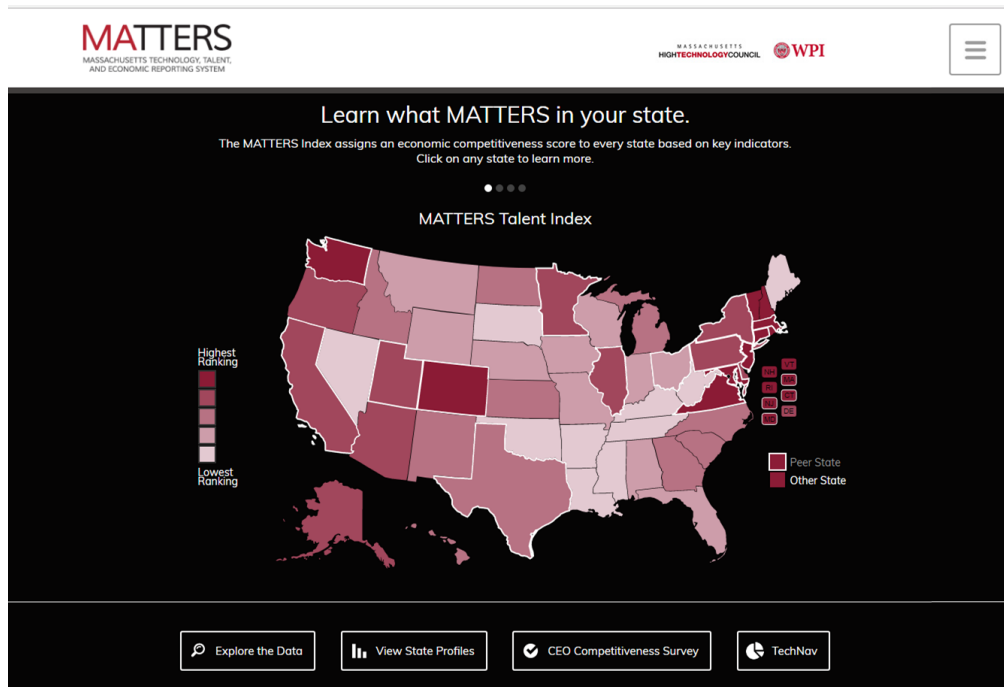 MATTERS
MASSACHUSETTS TECHNOLOGY, TALENT,
AND ECONOMIC REPORTING SYSTEM
MASSACHUSETTS
HIGHTECHNOLOGYCOUNCIL
WPI
Learn what MATTERS in your state.
The MATTERS Index assigns an economic competitiveness score to every state based on key indicators.
Click on any state to learn more.
MATTERS Talent Index
Highest
Ranking
Lowest
Ranking
VT
NH
MA
RI
CT
NJ
DE
MD
Peer State
Other State
Explore the Data
View State Profiles
CEO Competitiveness Survey
TechNav